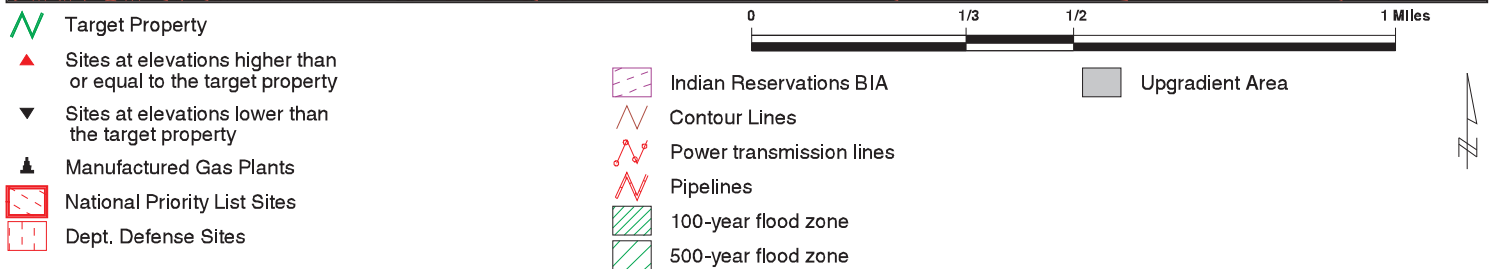 0 1/3 1/2 1 Miles
Target Property
Sites at elevations higher than
or equal to the target property
Sites at elevations lower than
the target property
Manufactured Gas Plants
National Priority List Sites
Dept. Defense Sites
Indian Reservations BIA
Contour Lines
Power transmission lines
Pipelines
100-year flood zone
500-year flood zone
Upgradient Area
N